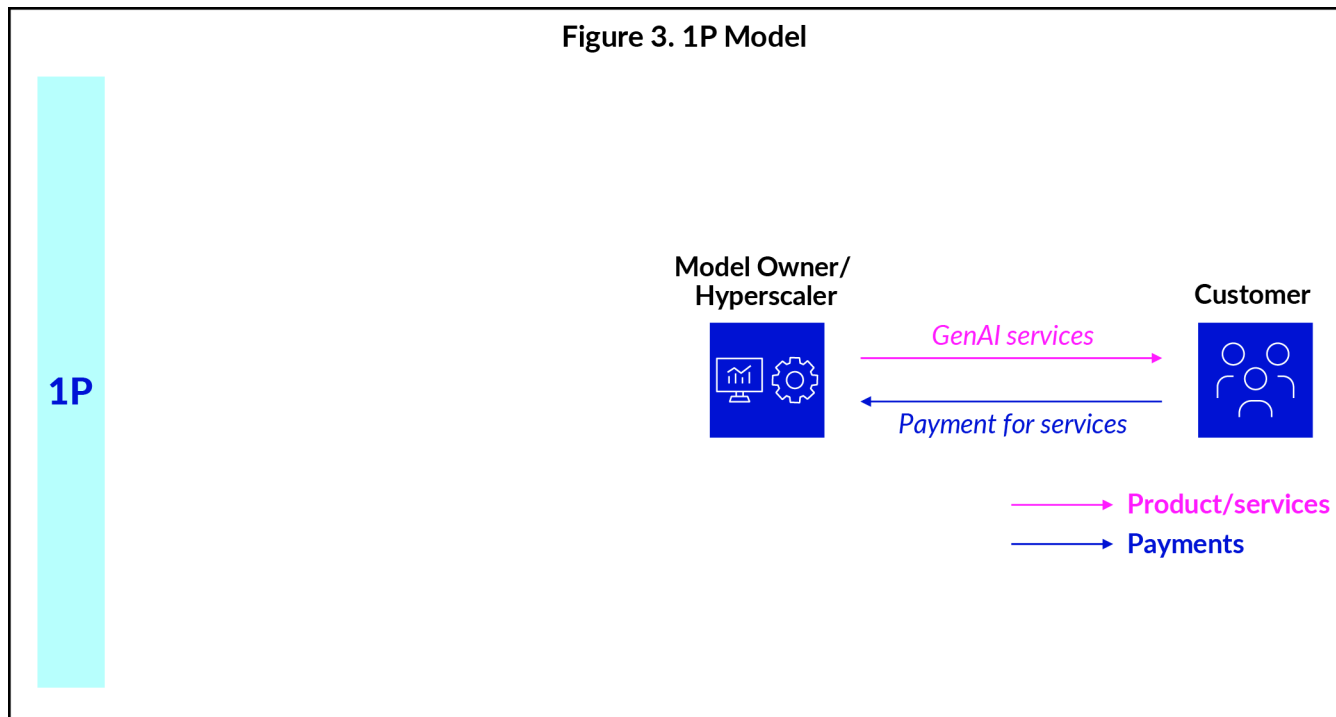 Figure 3. 1P Model
1P
Model Owner/
Hyperscaler
Customer
GenAI services
Payment for services
Product/services
Payments